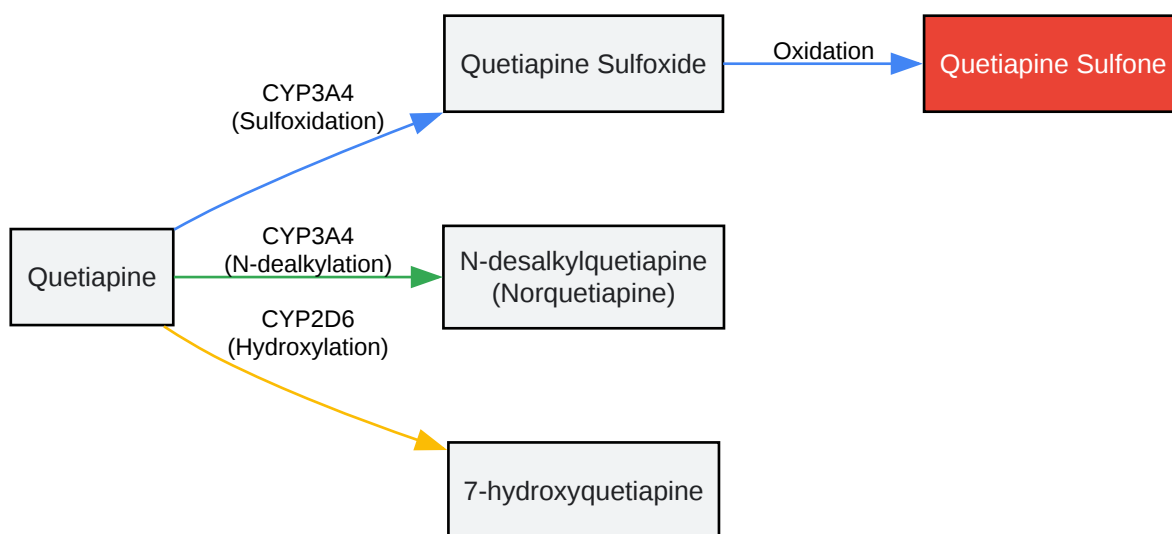 Quetiapine Sulfoxide
Oxidation
Quetiapine Sulfone
CYP3A4
(Sulfoxidation)
Quetiapine
CYP3A4
(N-dealkylation)
N-desalkylquetiapine
(Norquetiapine)
CYP2D6
(Hydroxylation)
7-hydroxyquetiapine